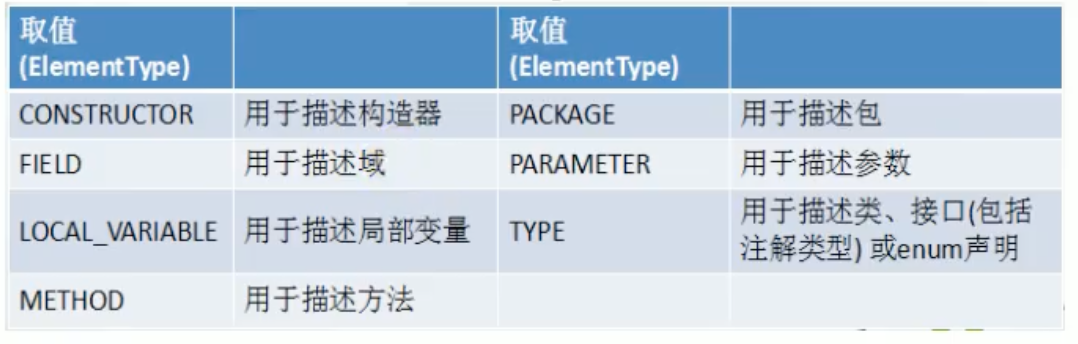 取值
(ElementType)
取值
(ElementType)
CONSTRUCTOR 用于描述构造器 PACKAGE 用于描述包
FIELD 用于描述域 PARAMETER 用于描述参数
LOCAL_VARIABLE 用于描述局部变量 TYPE 用于描述类、接口(包括
注解类型) 或enum声明
METHOD 用于描述方法